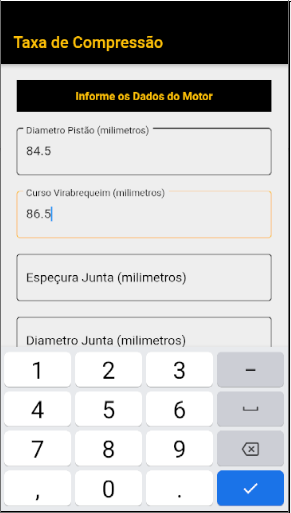 Taxa de Compressão
Informe os Dados do Motor
Diametro Pistão (milimetros)
84.5
Curso Virabrequeim (milimetros)
86.5
Espeçura Junta (milimetros)
Diametro Junta (milimetros)
1 2 3 -
4 5 6
7 8 9
, 0 .